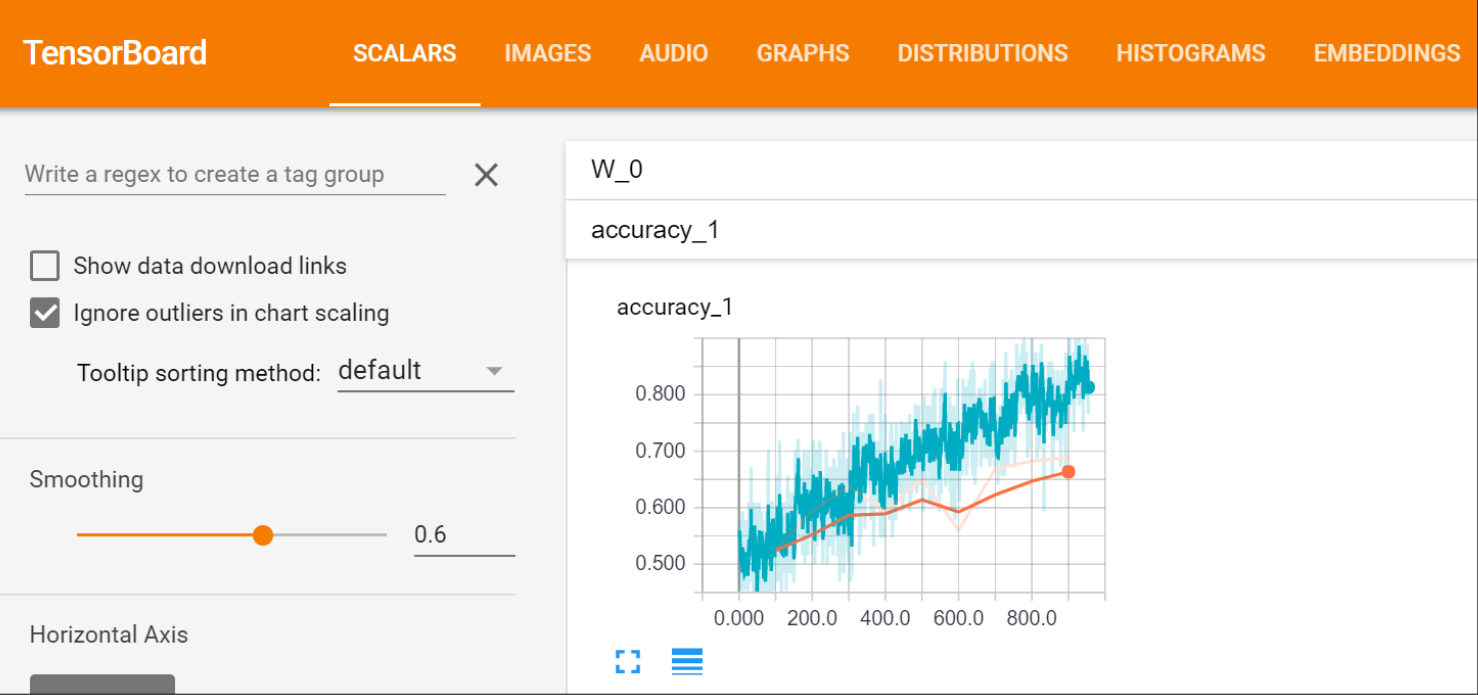 TensorBoard SCALARS IMAGES AUDIO GRAPHS DISTRIBUTIONS HISTOGRAMS EMBEDDINGS
Write a regex to create a tag group
Show data download links
Ignore outliers in chart scaling
Tooltip sorting method: default
Smoothing
0.6
Horizontal Axis
W_0
accuracy_1
accuracy_1
0.800
0.700
0.600
0.500
0.000 200.0 400.0 600.0 800.0